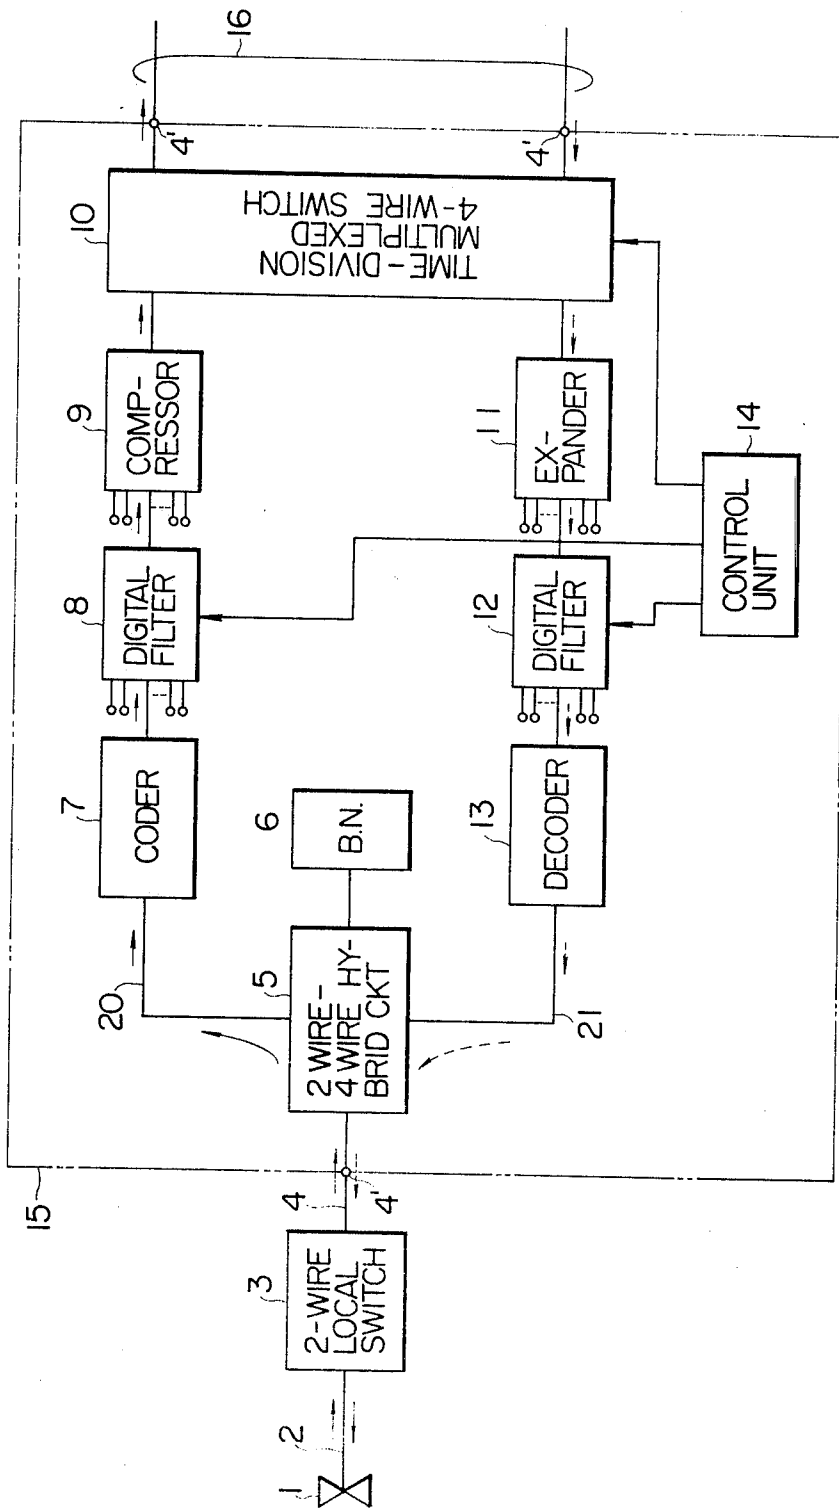 1
2
3
2-WIRE
LOCAL
SWITCH
4
4'
15
5
2 WIRE-
4 WIRE HY-
BRID CKT
6
B.N.
20
7
CODER
8
DIGITAL
FILTER
9
COMP-
RESSOR
10
TIME-DIVISION
MULTIPLEXED
4-WIRE SWITCH
4'
4'
16
11
EX-
PANDER
12
DIGITAL
FILTER
13
DECODER
21
14
CONTROL
UNIT